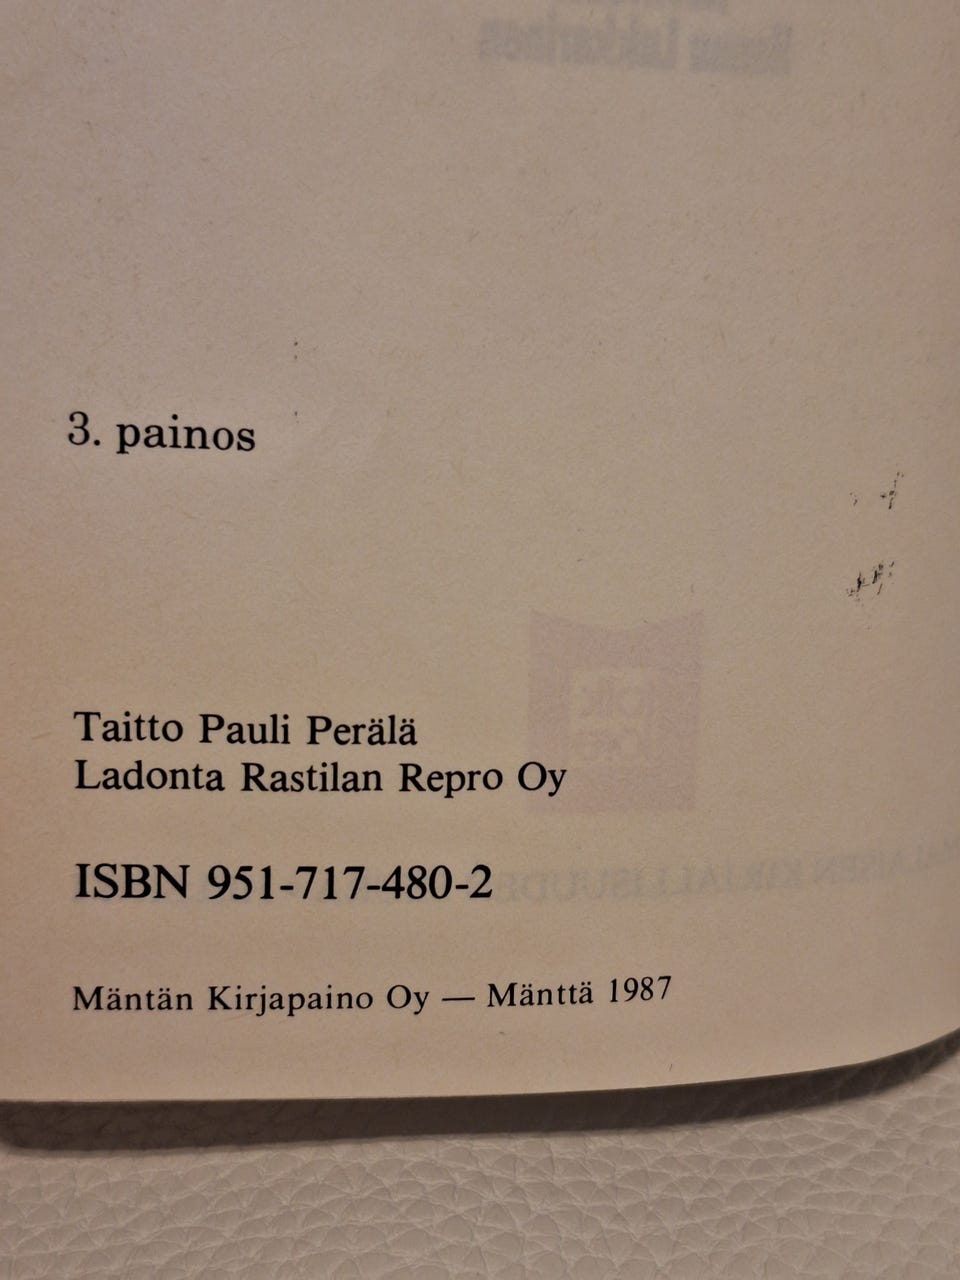 3. painos
Taitto Pauli Perälä
Ladonta Rastilan Repro Oy
ISBN 951-717-480-2
Mäntän Kirjapaino Oy — Mänttä 1987